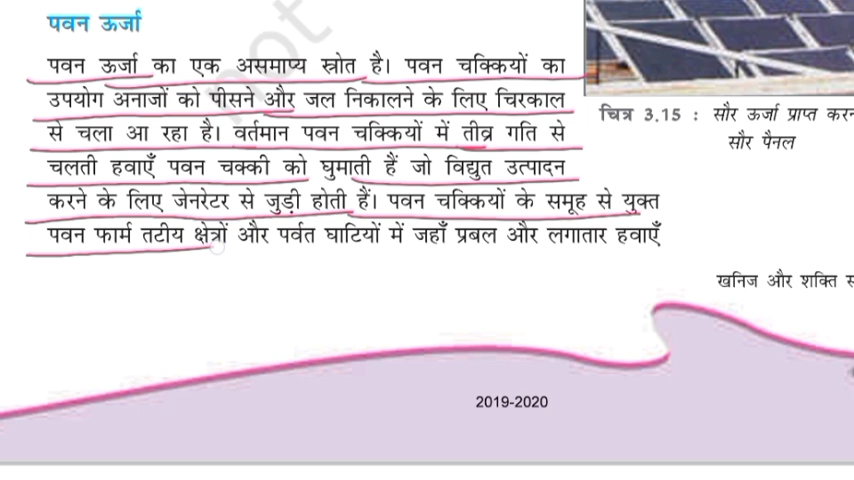 पवन ऊर्जा
पवन ऊर्जा का एक असमाप्य स्रोत है। पवन चक्कियों का
उपयोग अनाजों को पीसने और जल निकालने के लिए चिरकाल
से चला आ रहा है। वर्तमान पवन चक्कियों में तीव्र गति से
चलती हवाएँ पवन चक्की को घुमाती हैं जो विद्युत उत्पादन
करने के लिए जेनरेटर से जुड़ी होती हैं। पवन चक्कियों के समूह से युक्त
पवन फार्म तटीय क्षेत्रों और पर्वत घाटियों में जहाँ प्रबल और लगातार हवाएँ
चित्र 3.15 : सौर ऊर्जा प्राप्त करन
सौर पैनल
खनिज और शक्ति स
2019-2020
not